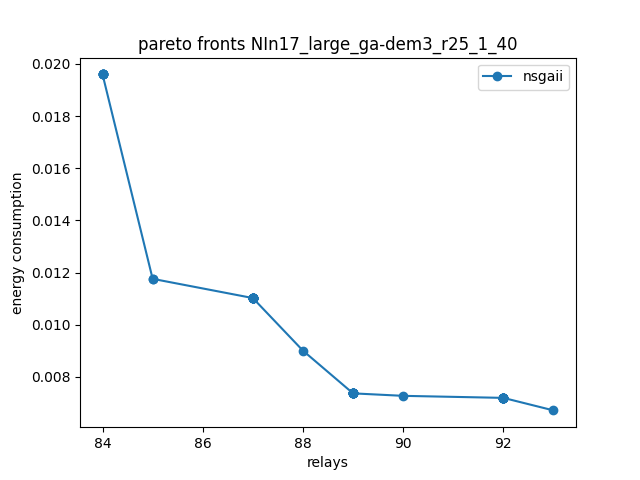 pareto fronts NIn17_large_ga-dem3_r25_1_40
nsgaii
0.020
0.018
0.016
0.014
0.012
0.010
0.008
energy consumption
84 86 88 90 92
relays